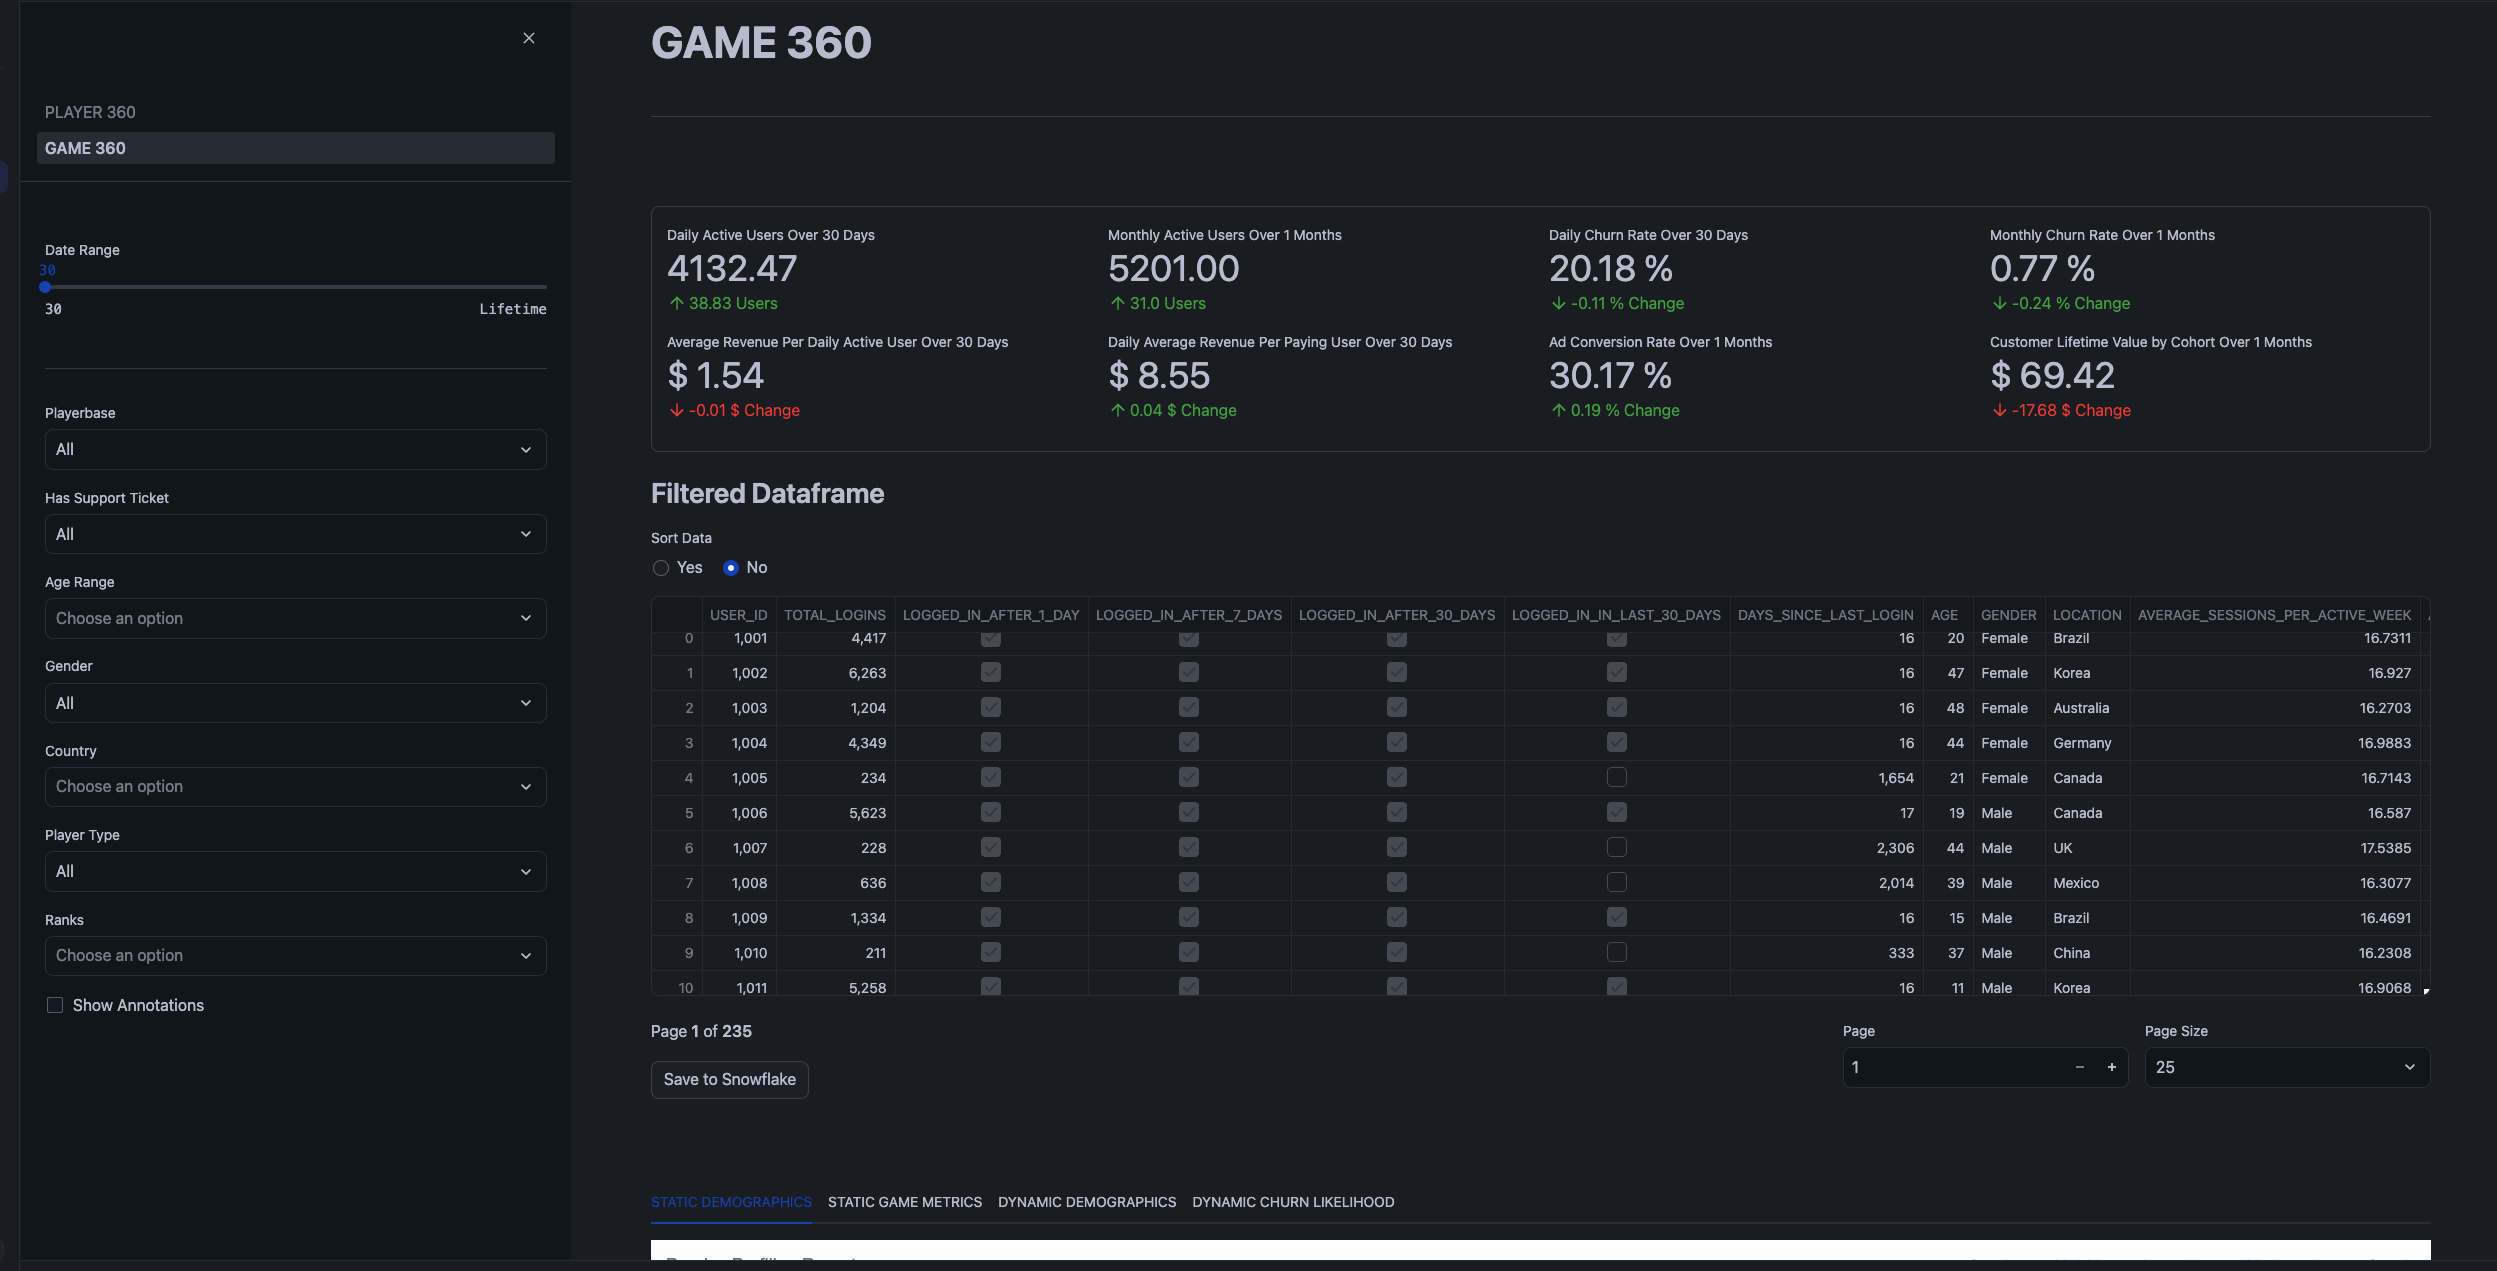 GAME 360
PLAYER 360
GAME 360
Date Range
30
30 Lifetime
Playerbase
All
Has Support Ticket
All
Age Range
Choose an option
Gender
All
Country
Choose an option
Player Type
All
Ranks
Choose an option
Show Annotations
Daily Active Users Over 30 Days
4132.47
↑ 38.83 Users
Monthly Active Users Over 1 Months
5201.00
↑ 31.0 Users
Daily Churn Rate Over 30 Days
20.18 %
↓ -0.11 % Change
Monthly Churn Rate Over 1 Months
0.77 %
↓ -0.24 % Change
Average Revenue Per Daily Active User Over 30 Days
$ 1.54
↓ -0.01 $ Change
Daily Average Revenue Per Paying User Over 30 Days
$ 8.55
↑ 0.04 $ Change
Ad Conversion Rate Over 1 Months
30.17 %
↑ 0.19 % Change
Customer Lifetime Value by Cohort Over 1 Months
$ 69.42
↓ -17.68 $ Change
Filtered Dataframe
Sort Data
Yes No
USER_ID TOTAL_LOGINS LOGGED_IN_AFTER_1_DAY LOGGED_IN_AFTER_7_DAYS LOGGED_IN_AFTER_30_DAYS LOGGED_IN_IN_LAST_30_DAYS DAYS_SINCE_LAST_LOGIN AGE GENDER LOCATION AVERAGE_SESSIONS_PER_ACTIVE_WEEK
0 1,001 4,417 16 20 Female Brazil 16.7311
1 1,002 6,263 16 47 Female Korea 16.927
2 1,003 1,204 16 48 Female Australia 16.2703
3 1,004 4,349 16 44 Female Germany 16.9883
4 1,005 234 1,654 21 Female Canada 16.7143
5 1,006 5,623 17 19 Male Canada 16.587
6 1,007 228 2,306 44 Male UK 17.5385
7 1,008 636 2,014 39 Male Mexico 16.3077
8 1,009 1,334 16 15 Male Brazil 16.4691
9 1,010 211 333 37 Male China 16.2308
10 1,011 5,258 16 11 Male Korea 16.9068
Page 1 of 235
Page
1 − +
Page Size
25
Save to Snowflake
STATIC DEMOGRAPHICS STATIC GAME METRICS DYNAMIC DEMOGRAPHICS DYNAMIC CHURN LIKELIHOOD